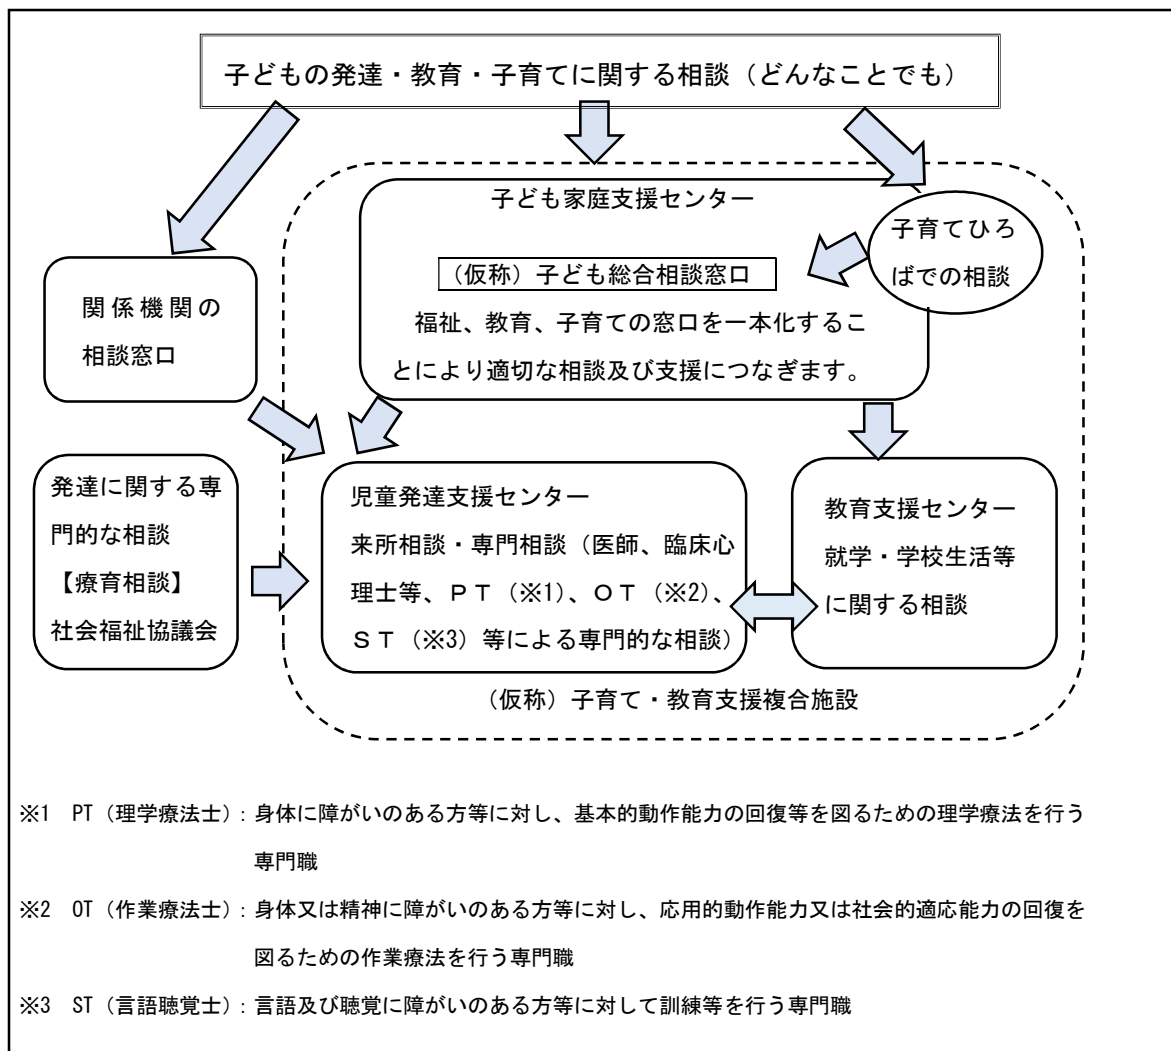 子どもの発達・教育・子育てに関する相談（どんなことでも）
子ども家庭支援センター
（仮称）子ども総合相談窓口
福祉、教育、子育ての窓口を一本化するこ
とにより適切な相談及び支援につなぎます。
子育てひろ
ばでの相談
関係機関の
相談窓口
発達に関する専
門的な相談
【療育相談】
社会福祉協議会
児童発達支援センター
来所相談・専門相談（医師、臨床心
理士等、ＰＴ（※1）、ＯＴ（※2）、
ＳＴ（※3）等による専門的な相談）
教育支援センター
就学・学校生活等
に関する相談
（仮称）子育て・教育支援複合施設
※1　PT（理学療法士）：身体に障がいのある方等に対し、基本的動作能力の回復等を図るための理学療法を行う
専門職
※2　OT（作業療法士）：身体又は精神に障がいのある方等に対し、応用的動作能力又は社会的適応能力の回復を
図るための作業療法を行う専門職
※3　ST（言語聴覚士）：言語及び聴覚に障がいのある方等に対して訓練等を行う専門職